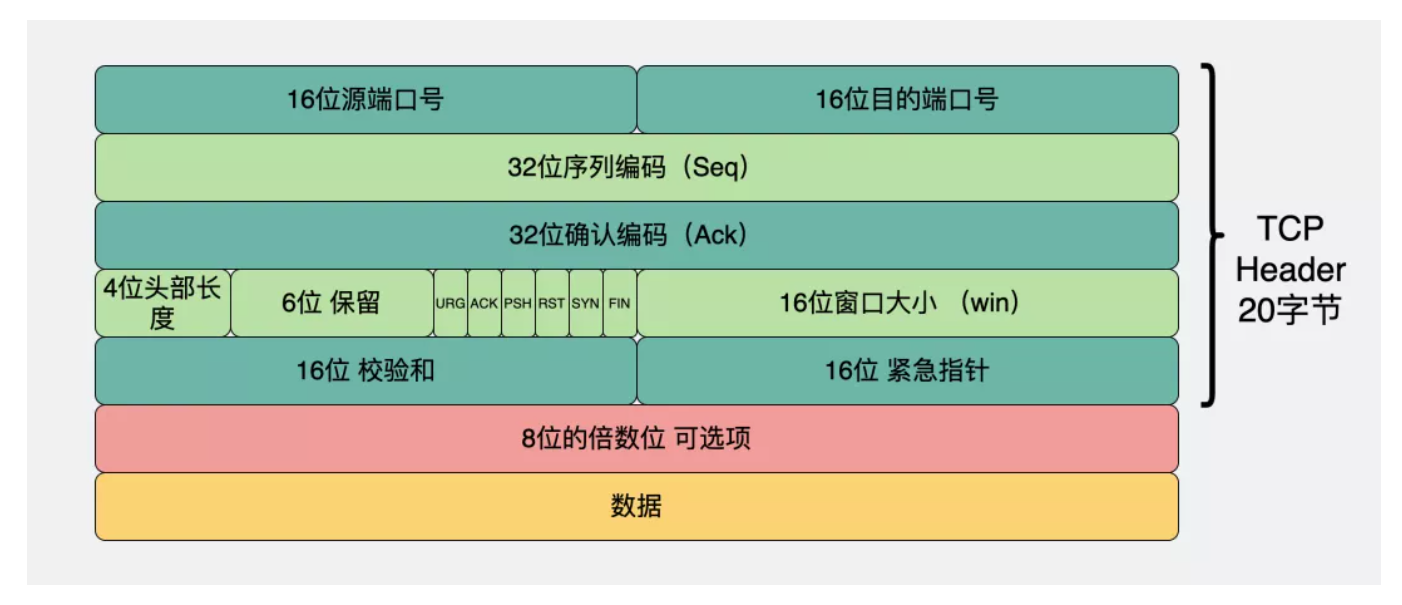 16位源端口号
16位目的端口号
32位序列编码（Seq）
32位确认编码（Ack）
4位头部长
度
6位 保留
URG
ACK
PSH
RST
SYN
FIN
16位窗口大小 （win）
16位 校验和
16位 紧急指针
8位的倍数位 可选项
数据
TCP
Header
20字节